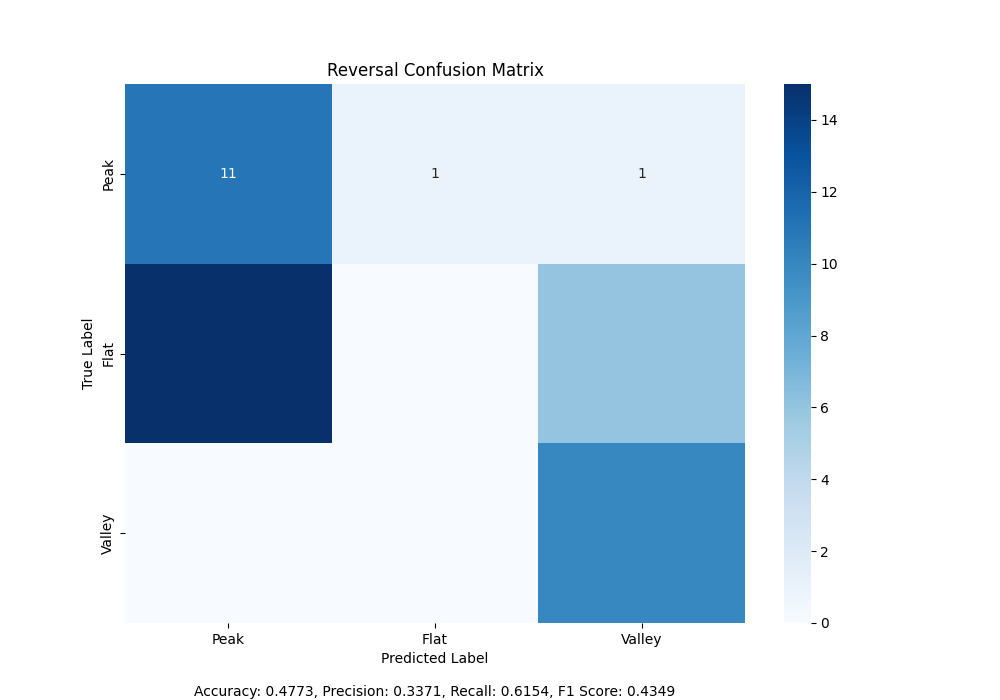 Reversal Confusion Matrix
14
12
10
8
6
4
2
0
True Label
Peak
Flat
Valley
11 1 1
Peak Flat Valley
Predicted Label
Accuracy: 0.4773, Precision: 0.3371, Recall: 0.6154, F1 Score: 0.4349